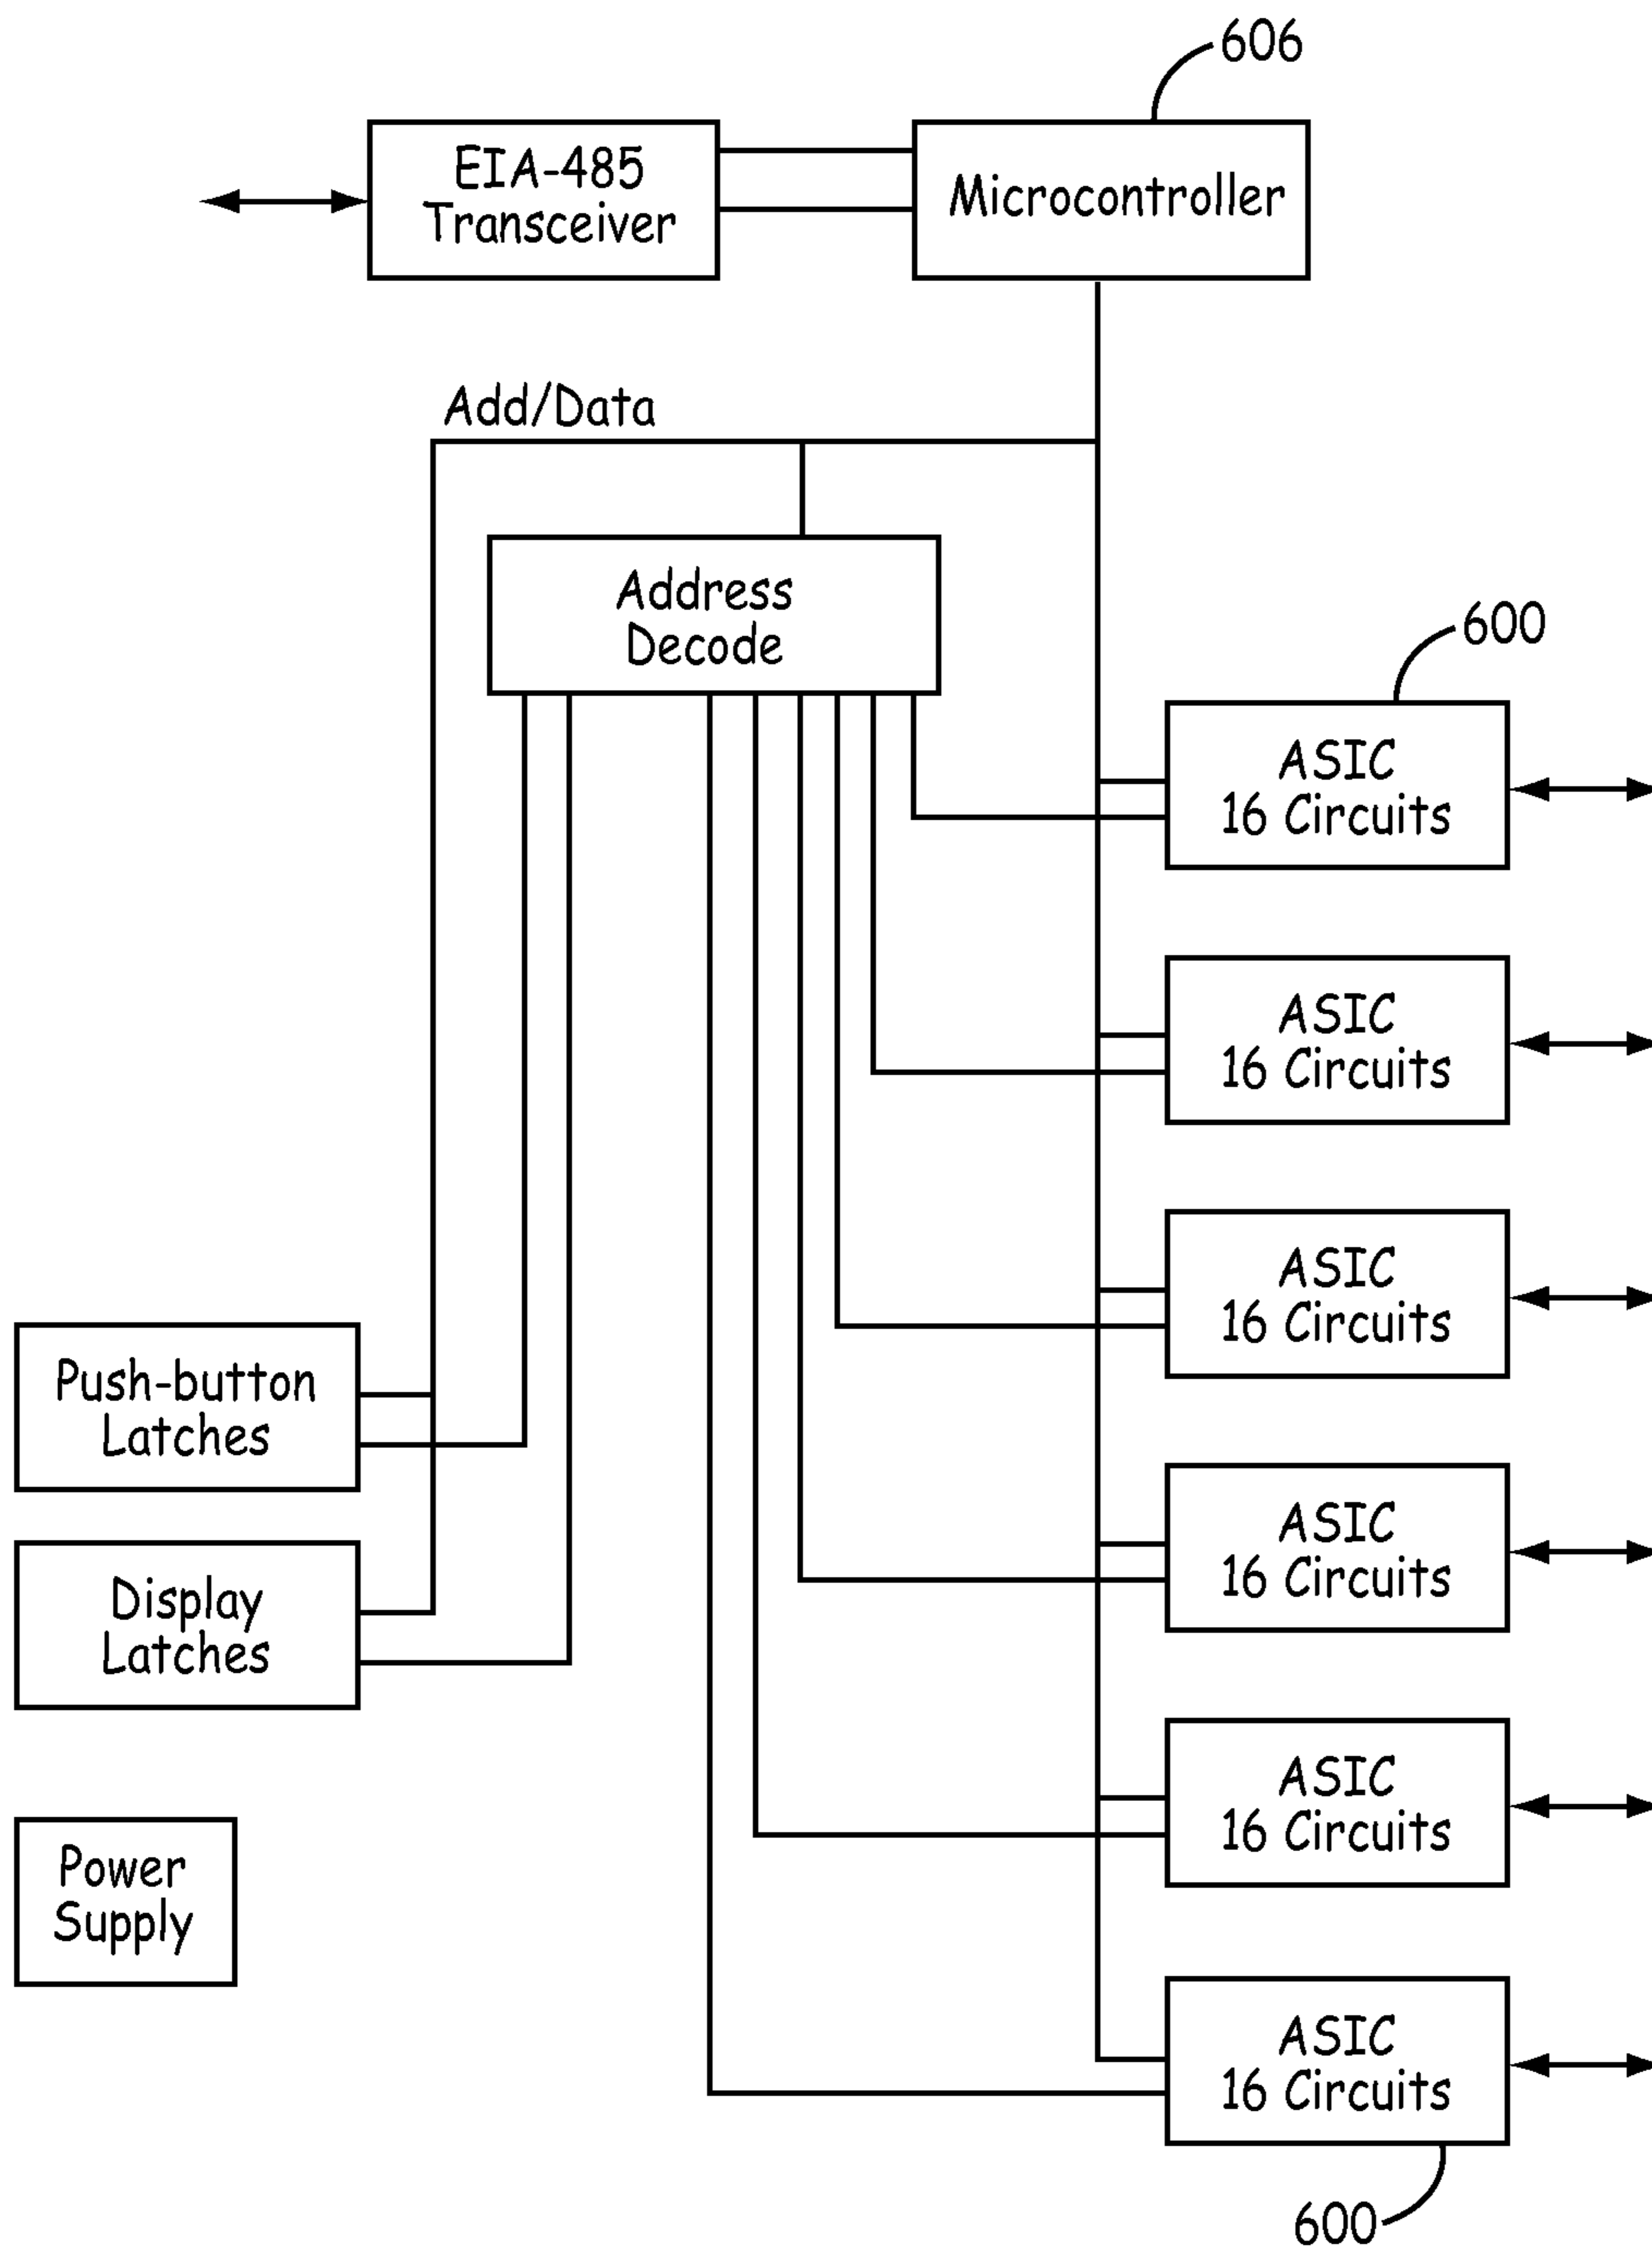 606
EIA-485
Transceiver
Microcontroller
Add/Data
Address
Decode
600
ASIC
16 Circuits
ASIC
16 Circuits
ASIC
16 Circuits
Push-button
Latches
ASIC
16 Circuits
Display
Latches
ASIC
16 Circuits
Power
Supply
ASIC
16 Circuits
600